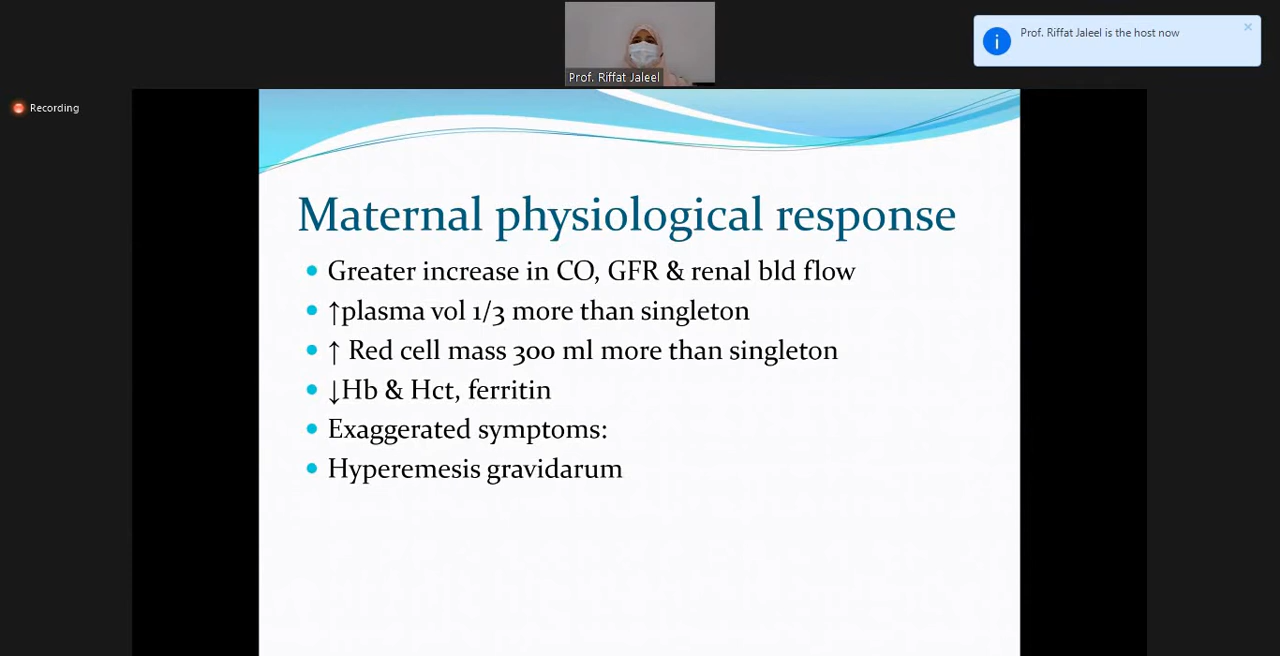 Prof. Riffat Jaleel is the host now
Prof. Riffat Jaleel
Recording
Maternal physiological response
• Greater increase in CO, GFR & renal bld flow
• ↑plasma vol 1/3 more than singleton
• ↑ Red cell mass 300 ml more than singleton
• ↓Hb & Hct, ferritin
• Exaggerated symptoms:
• Hyperemesis gravidarum